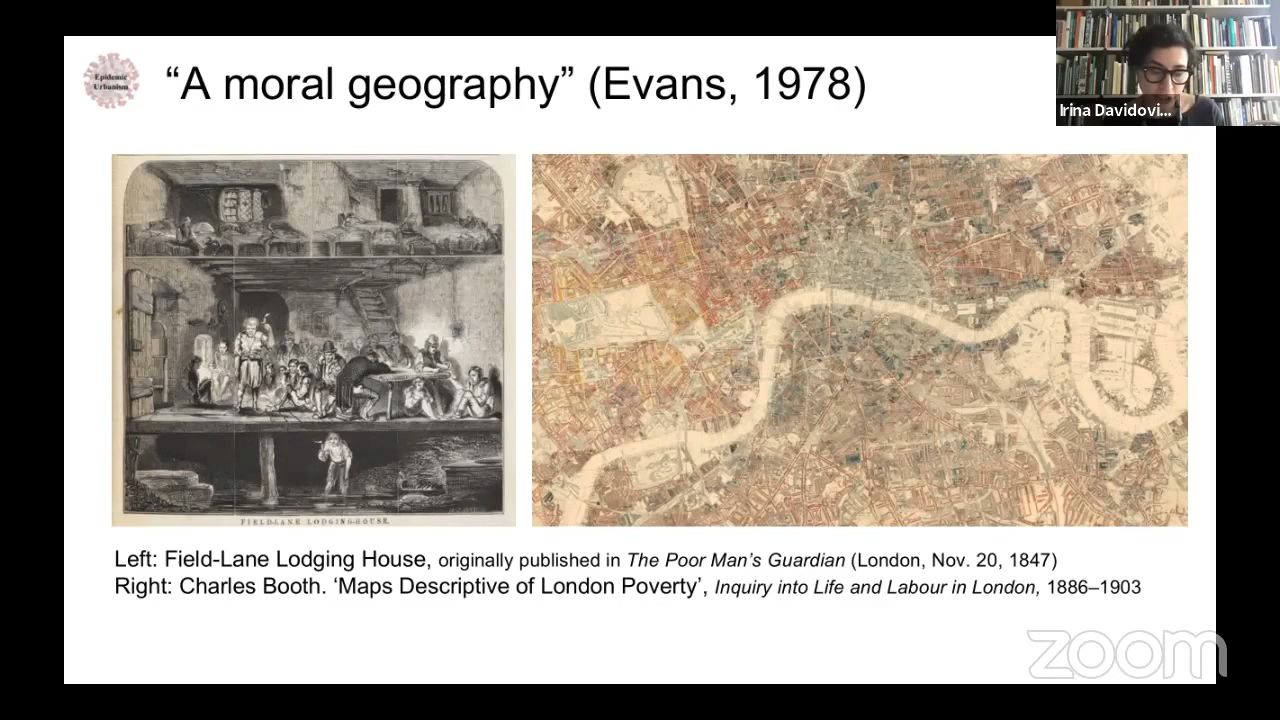 Epidemic
Urbanism
“A moral geography” (Evans, 1978)
Irina Davidovi...
FIELD-LANE LODGING-HOUSE.
Left: Field-Lane Lodging House, originally published in The Poor Man’s Guardian (London, Nov. 20, 1847)
Right: Charles Booth. ‘Maps Descriptive of London Poverty’, Inquiry into Life and Labour in London, 1886–1903
zoom